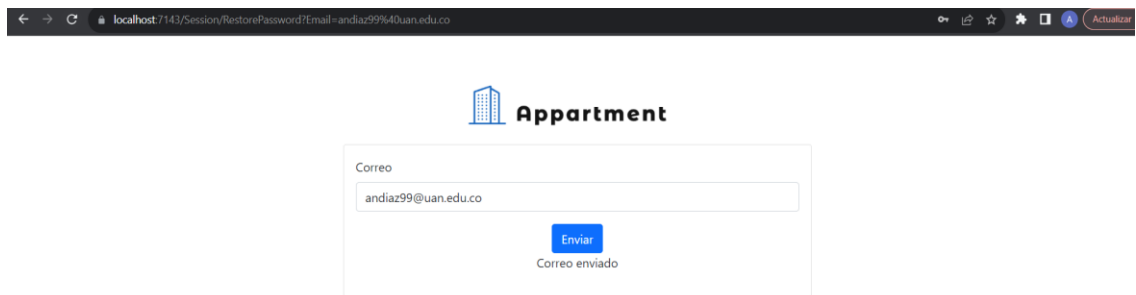 localhost:7143/Session/RestorePassword?Email=andiaz99%40uan.edu.co
A
Actualizar
Appartment
Correo
andiaz99@uan.edu.co
Enviar
Correo enviado